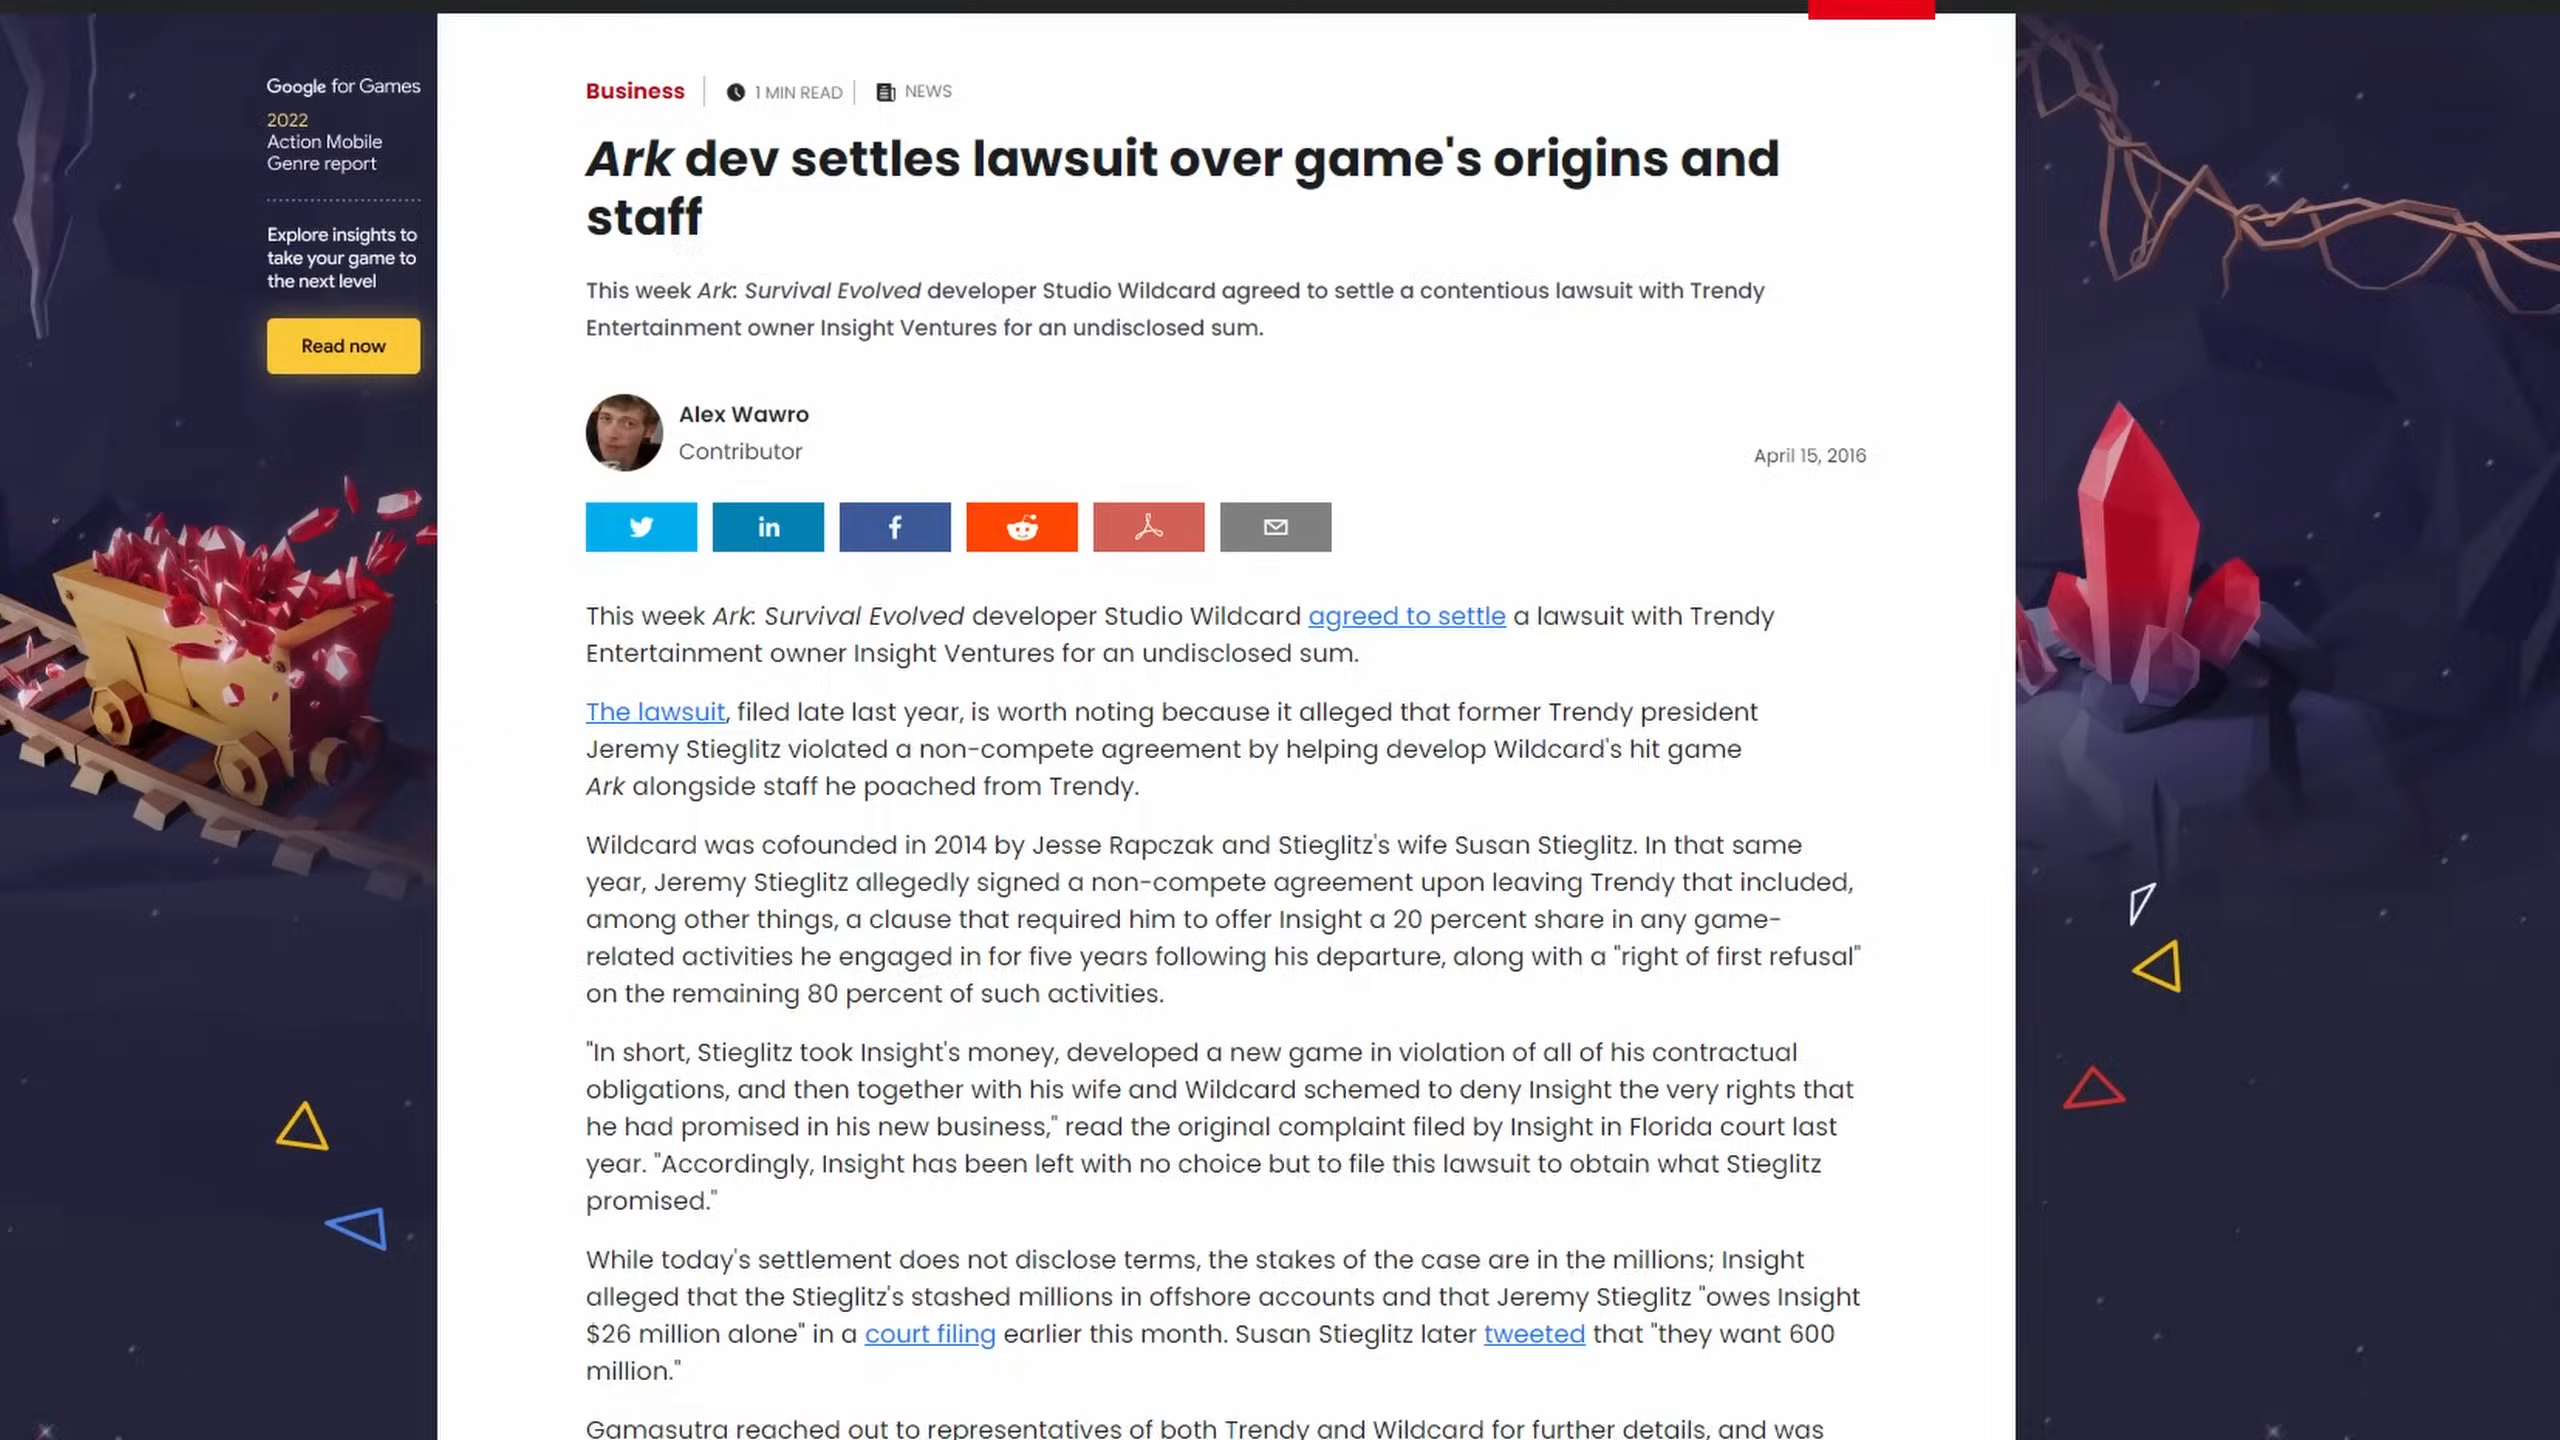 Google for Games
2022
Action Mobile
Genre report
Explore insights to
take your game to
the next level
Read now
Business
1 MIN READ
NEWS
Ark dev settles lawsuit over game's origins and
staff
This week Ark: Survival Evolved developer Studio Wildcard agreed to settle a contentious lawsuit with Trendy
Entertainment owner Insight Ventures for an undisclosed sum.
Alex Wawro
Contributor
April 15, 2016
in
f
This week Ark: Survival Evolved developer Studio Wildcard agreed to settle a lawsuit with Trendy
Entertainment owner Insight Ventures for an undisclosed sum.
The lawsuit, filed late last year, is worth noting because it alleged that former Trendy president
Jeremy Stieglitz violated a non-compete agreement by helping develop Wildcard's hit game
Ark alongside staff he poached from Trendy.
Wildcard was cofounded in 2014 by Jesse Rapczak and Stieglitz's wife Susan Stieglitz. In that same
year, Jeremy Stieglitz allegedly signed a non-compete agreement upon leaving Trendy that included,
among other things, a clause that required him to offer Insight a 20 percent share in any game-
related activities he engaged in for five years following his departure, along with a "right of first refusal"
on the remaining 80 percent of such activities.
"In short, Stieglitz took Insight's money, developed a new game in violation of all of his contractual
obligations, and then together with his wife and Wildcard schemed to deny Insight the very rights that
he had promised in his new business," read the original complaint filed by Insight in Florida court last
year. "Accordingly, Insight has been left with no choice but to file this lawsuit to obtain what Stieglitz
promised."
While today's settlement does not disclose terms, the stakes of the case are in the millions; Insight
alleged that the Stieglitz's stashed millions in offshore accounts and that Jeremy Stieglitz "owes Insight
$26 million alone" in a court filing earlier this month. Susan Stieglitz later tweeted that "they want 600
million."
Gamasutra reached out to representatives of both Trendy and Wildcard for further details, and was